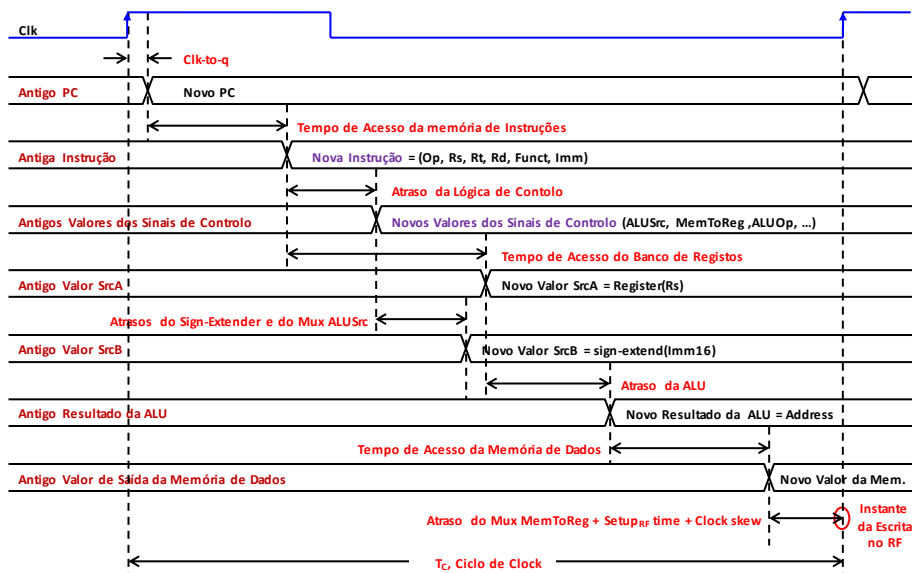 Clk
Clk-to-q
Antigo PC
Novo PC
Tempo de Acesso da memória de Instruções
Antiga Instrução
Nova Instrução = (Op, Rs, Rt, Rd, Funct, Imm)
Atraso da Lógica de Contolo
Antigos Valores dos Sinais de Controlo
Novos Valores dos Sinais de Controlo (ALUSrc, MemToReg ,ALUOp, ...)
Tempo de Acesso do Banco de Registos
Antigo Valor SrcA
Novo Valor SrcA = Register(Rs)
Atrasos do Sign-Extender e do Mux ALUSrc
Antigo Valor SrcB
Novo Valor SrcB = sign-extend(Imm16)
Atraso da ALU
Antigo Resultado da ALU
Novo Resultado da ALU = Address
Tempo de Acesso da Memória de Dados
Antigo Valor de Saída da Memória de Dados
Novo Valor da Mem.
Atraso do Mux MemToReg + SetupRF time + Clock skew
Instante
da Escrita
no RF
TC, Ciclo de Clock